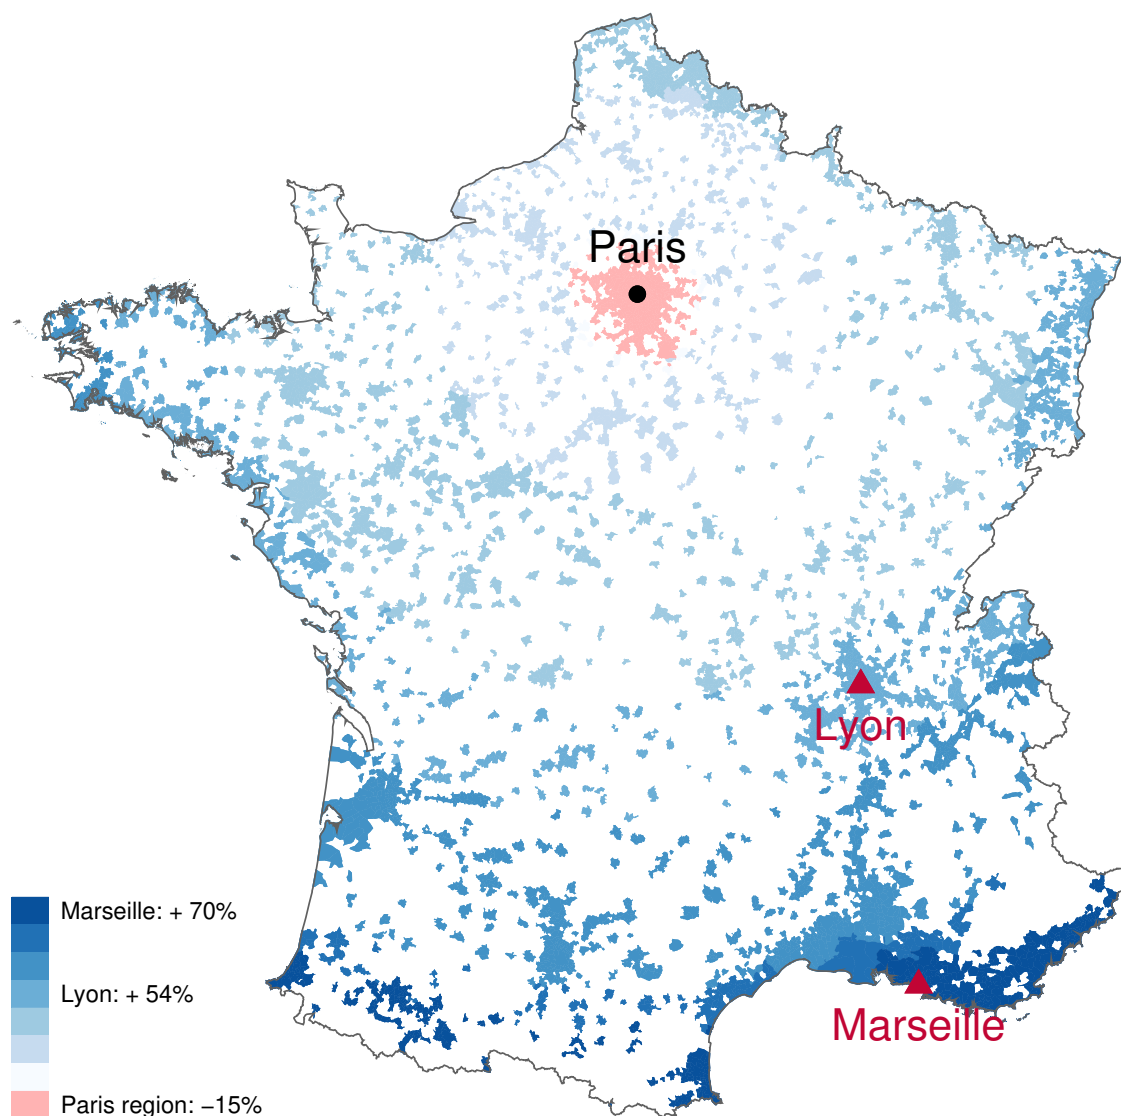 Paris
Lyon
Marseille
Marseille: + 70%
Lyon: + 54%
Paris region: −15%